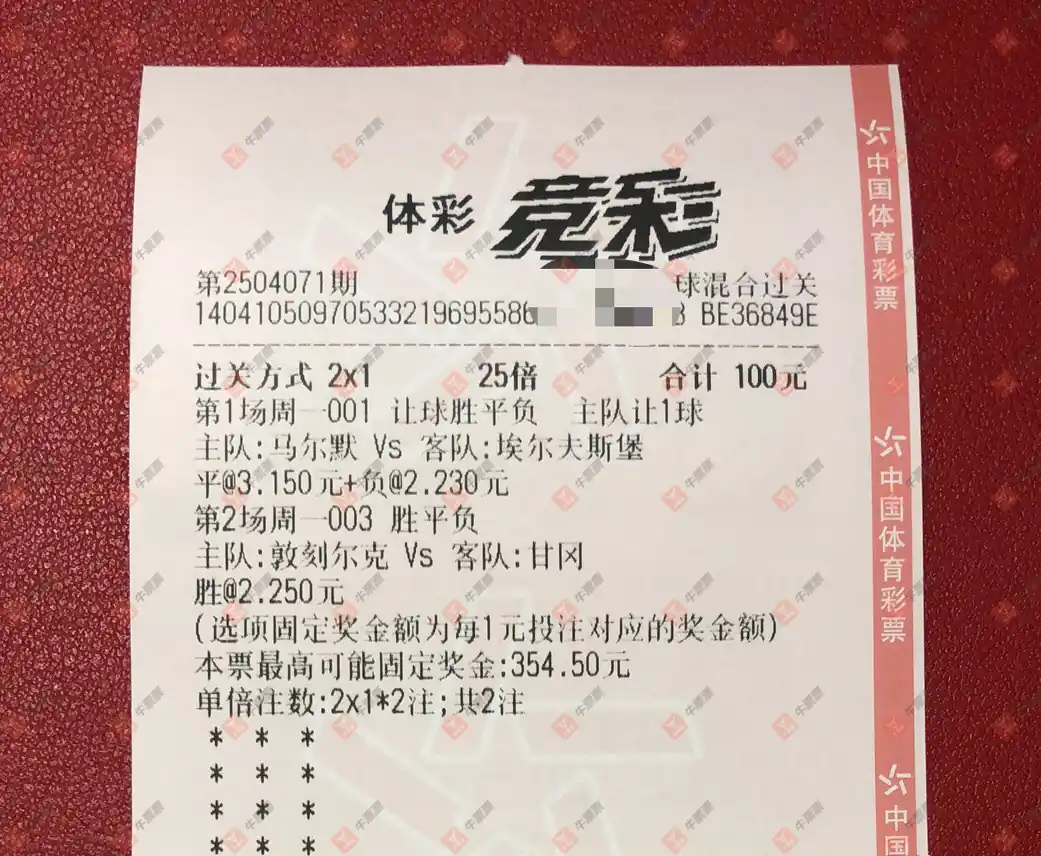 体彩 竞彩
第2504071期 球混合过关
14041050970533219695586 BE36849E
过关方式 2x1 25倍 合计 100元
第1场周一001 让球胜平负 主队让1球
主队:马尔默 Vs 客队:埃尔夫斯堡
平@3.150元+负@2.230元
第2场周一003 胜平负
主队:敦刻尔克 Vs 客队:甘冈
胜@2.250元
(选项固定奖金额为每1元投注对应的奖金额)
本票最高可能固定奖金:354.50元
单倍注数:2x1*2注;共2注
* * *
* * *
* * *
* * *
中国体育彩票
中国体育彩票
中国
牛票票